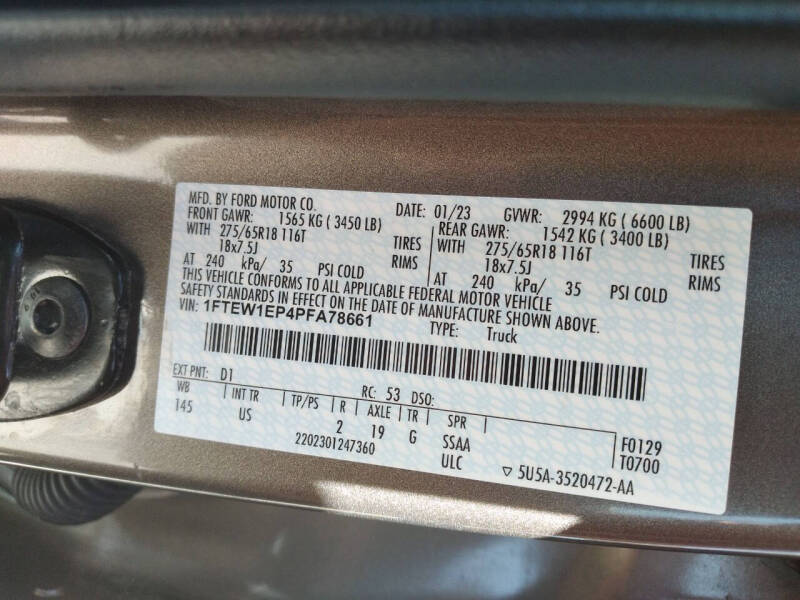 MFD. BY FORD MOTOR CO. DATE: 01/23 GVWR: 2994 KG ( 6600 LB)
FRONT GAWR: 1565 KG ( 3450 LB) REAR GAWR: 1542 KG ( 3400 LB)
WITH 275/65R18 116T TIRES WITH 275/65R18 116T TIRES
18x7.5J RIMS 18x7.5J RIMS
AT 240 kPa/ 35 PSI COLD AT 240 kPa/ 35 PSI COLD
THIS VEHICLE CONFORMS TO ALL APPLICABLE FEDERAL MOTOR VEHICLE
SAFETY STANDARDS IN EFFECT ON THE DATE OF MANUFACTURE SHOWN ABOVE.
VIN: 1FTEW1EP4PFA78661 TYPE: Truck
EXT PNT: D1 RC: 53 DSO:
WB INT TR TP/PS R AXLE TR SPR
145 US 2 19 G SSAA F0129
2202301247360 ULC T0700
▽ 5U5A-3520472-AA